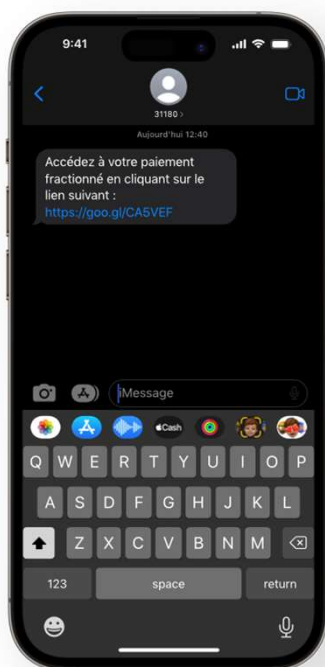 9:41
31180 >
Aujourd'hui 12:40
Accédez à votre paiement
fractionné en cliquant sur le
lien suivant :
https://goo.gl/CA5VEF
iMessage
Cash
Q W E R T Y U I O P
A S D F G H J K L
Z X C V B N M
123 space return